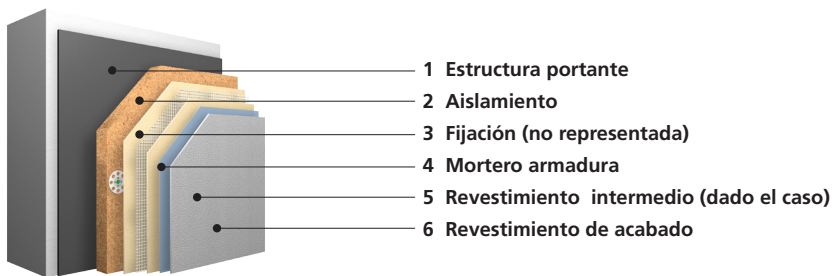 1 Estructura portante
2 Aislamiento
3 Fijación (no representada)
4 Mortero armadura
5 Revestimiento intermedio (dado el caso)
6 Revestimiento de acabado